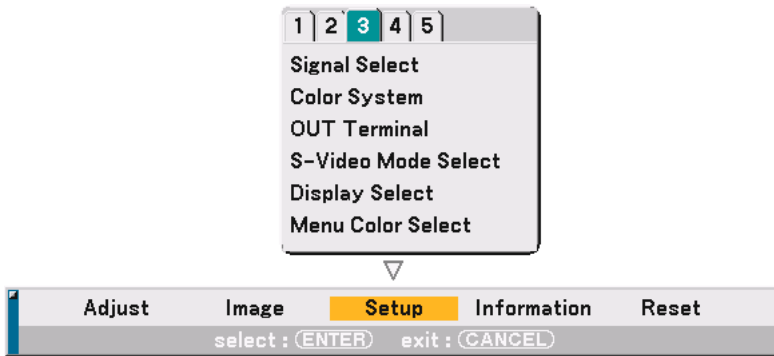 1 2 3 4 5
Signal Select
Color System
OUT Terminal
S-Video Mode Select
Display Select
Menu Color Select
Adjust Image Setup Information Reset
select : ENTER exit : CANCEL